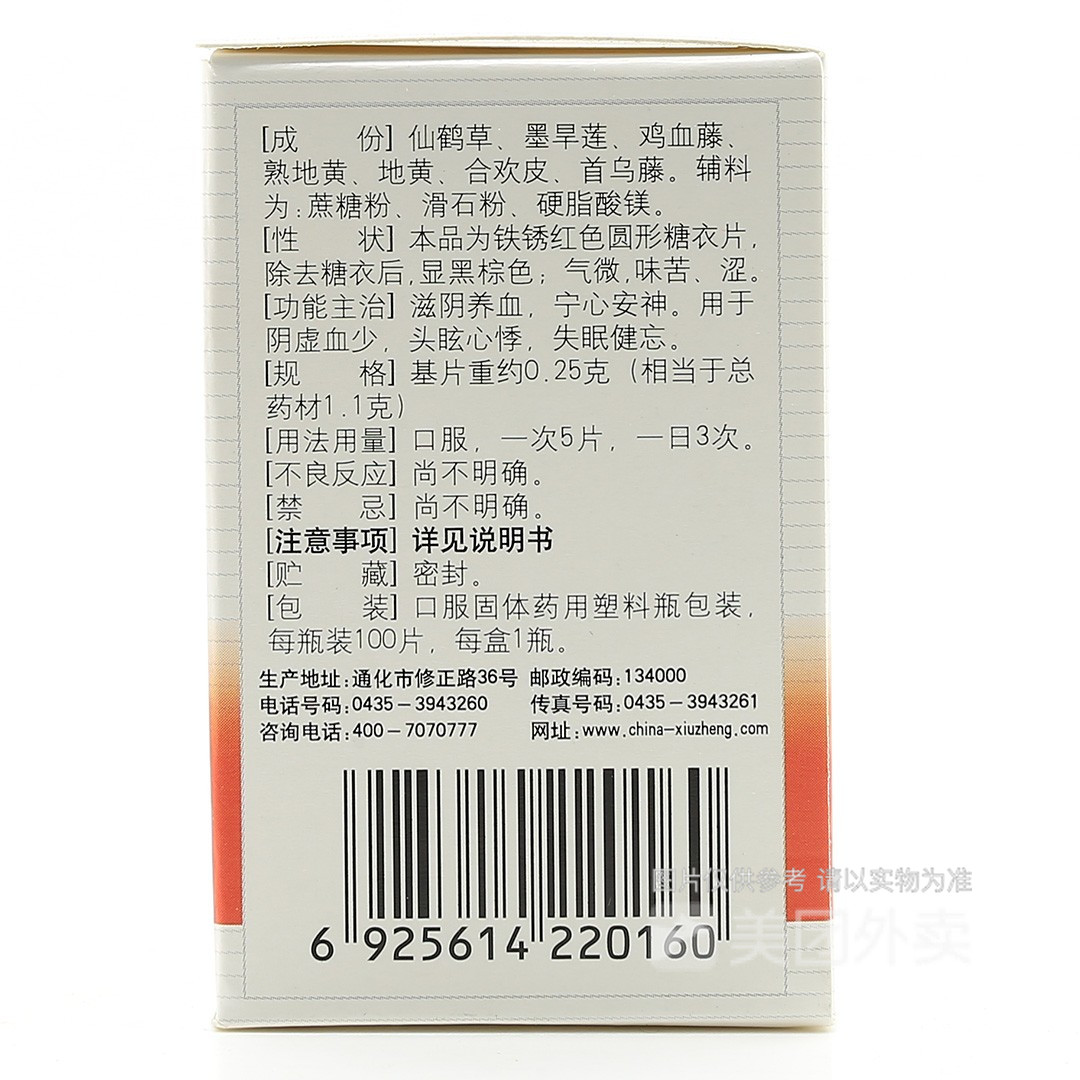 [成 份] 仙鹤草、墨旱莲、鸡血藤、
熟地黄、地黄、合欢皮、首乌藤。辅料
为:蔗糖粉、滑石粉、硬脂酸镁。
[性 状] 本品为铁锈红色圆形糖衣片,
除去糖衣后,显黑棕色；气微,味苦、涩。
[功能主治] 滋阴养血，宁心安神。用于
阴虚血少，头眩心悸，失眠健忘。
[规 格] 基片重约0.25克（相当于总
药材1.1克）
[用法用量] 口服，一次5片，一日3次。
[不良反应] 尚不明确。
[禁 忌] 尚不明确。
[注意事项] 详见说明书
[贮 藏] 密封。
[包 装] 口服固体药用塑料瓶包装，
每瓶装100片，每盒1瓶。
生产地址:通化市修正路36号 邮政编码:134000
电话号码:0435－3943260 传真号码:0435－3943261
咨询电话:400－7070777 网址:www.china-xiuzheng.com
图片仅供参考 请以实物为准
美团外卖
6 925614 220160